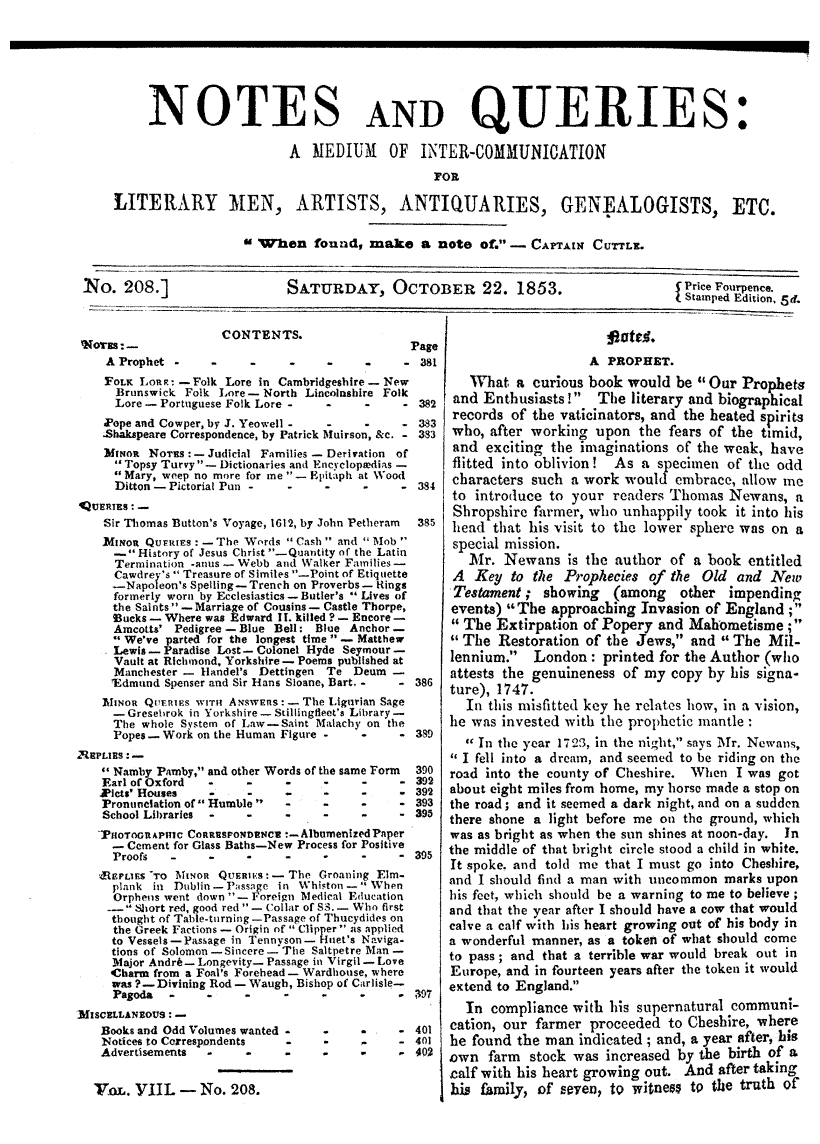 NOTES AND QUERIES:
A MEDIUM OF INTER-COMMUNICATION
FOR
LITERARY MEN, ARTISTS, ANTIQUARIES, GENEALOGISTS, ETC.
"When found, make a note of." — CAPTAIN CUTTLE.
No. 208.] SATURDAY, OCTOBER 22. 1853. { Price Fourpence.
{ Stamped Edition, 5d.
CONTENTS.
NOTES:— Page
A Prophet - - - - - - - 381
FOLK LORE: — Folk Lore in Cambridgeshire — New
Brunswick Folk Lore — North Lincolnshire Folk
Lore — Portuguese Folk Lore - - - - 382
Pope and Cowper, by J. Yeowell - - - - 383
Shakspeare Correspondence, by Patrick Muirson, &c. - 383
MINOR NOTES: — Judicial Families — Derivation of
"Topsy Turvy" — Dictionaries and Encyclopædias —
"Mary, weep no more for me" — Epitaph at Wood
Ditton — Pictorial Pun - - - - - 384
QUERIES:—
Sir Thomas Button's Voyage, 1612, by John Petheram 385
MINOR QUERIES: — The Words "Cash" and "Mob"
— "History of Jesus Christ" — Quantity of the Latin
Termination -anus — Webb and Walker Families —
Cawdrey's "Treasure of Similes" — Point of Etiquette
— Napoleon's Spelling — Trench on Proverbs — Rings
formerly worn by Ecclesiastics — Butler's "Lives of
the Saints" — Marriage of Cousins — Castle Thorpe,
Bucks — Where was Edward II. killed? — Encore —
Amcotts' Pedigree — Blue Bell: Blue Anchor —
"We've parted for the longest time" — Matthew
Lewis — Paradise Lost — Colonel Hyde Seymour —
Vault at Richmond, Yorkshire — Poems published at
Manchester — Handel's Dettingen Te Deum —
Edmund Spenser and Sir Hans Sloane, Bart. - - 386
MINOR QUERIES WITH ANSWERS: — The Ligurian Sage
— Gresebrok in Yorkshire — Stillingfleet's Library —
The whole System of Law — Saint Malachy on the
Popes — Work on the Human Figure - - - 389
REPLIES:—
"Namby Pamby," and other Words of the same Form 390
Earl of Oxford - - - - - - 392
Picts' Houses - - - - - - 392
Pronunciation of "Humble" - - - - 393
School Libraries - - - - - - 395
PHOTOGRAPHIC CORRESPONDENCE:—Albumenized Paper
— Cement for Glass Baths—New Process for Positive
Proofs - - - - - - - 395
REPLIES TO MINOR QUERIES: — The Groaning Elm-
plank in Dublin — Passage in Whiston — "When
Orpheus went down" — Foreign Medical Education
— "Short red, good red" — Collar of SS. — Who first
thought of Table-turning — Passage of Thucydides on
the Greek Factions — Origin of "Clipper" as applied
to Vessels — Passage in Tennyson — Huet's Naviga-
tions of Solomon — Sincere — The Saltpetre Man —
Major André — Longevity — Passage in Virgil — Love
Charm from a Foal's Forehead — Wardhouse, where
was? — Divining Rod — Waugh, Bishop of Carlisle —
Pagoda - - - - - - - 397
MISCELLANEOUS:—
Books and Odd Volumes wanted - - - - 401
Notices to Correspondents - - - - 401
Advertisements - - - - - - 402
VOL. VIII. — No. 208.
Notes.
A PROPHET.
What a curious book would be "Our Prophets
and Enthusiasts!" The literary and biographical
records of the vaticinators, and the heated spirits
who, after working upon the fears of the timid,
and exciting the imaginations of the weak, have
flitted into oblivion! As a specimen of the odd
characters such a work would embrace, allow me
to introduce to your readers Thomas Newans, a
Shropshire farmer, who unhappily took it into his
head that his visit to the lower sphere was on a
special mission.
Mr. Newans is the author of a book entitled
A Key to the Prophecies of the Old and New
Testament; showing (among other impending
events) "The approaching Invasion of England;"
"The Extirpation of Popery and Mahometisme;"
"The Restoration of the Jews," and "The Mil-
lennium." London: printed for the Author (who
attests the genuineness of my copy by his signa-
ture), 1747.
In this misfitted key he relates how, in a vision,
he was invested with the prophetic mantle:
"In the year 1723, in the night," says Mr. Newans,
"I fell into a dream, and seemed to be riding on the
road into the county of Cheshire. When I was got
about eight miles from home, my horse made a stop on
the road; and it seemed a dark night, and on a sudden
there shone a light before me on the ground, which
was as bright as when the sun shines at noon-day. In
the middle of that bright circle stood a child in white.
It spoke, and told me that I must go into Cheshire,
and I should find a man with uncommon marks upon
his feet, which should be a warning to me to believe;
and that the year after I should have a cow that would
calve a calf with his heart growing out of his body in
a wonderful manner, as a token of what should come
to pass; and that a terrible war would break out in
Europe, and in fourteen years after the token it would
extend to England."
In compliance with his supernatural communi-
cation, our farmer proceeded to Cheshire, where
he found the man indicated; and, a year after, his
own farm stock was increased by the birth of a
calf with his heart growing out. And after taking
his family, of seven, to witness to the truth of